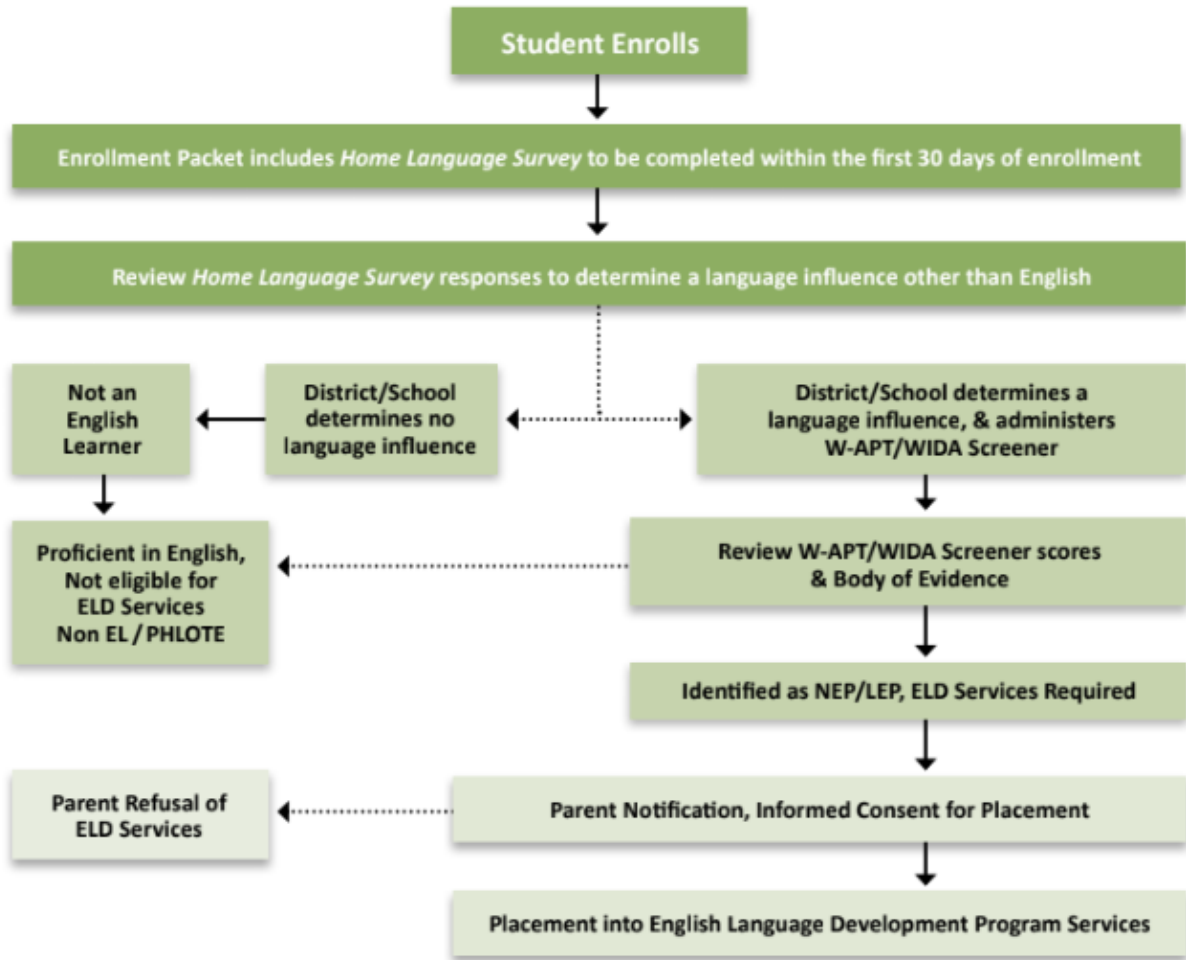 Student Enrolls
Enrollment Packet includes Home Language Survey to be completed within the first 30 days of enrollment
Review Home Language Survey responses to determine a language influence other than English
Not an
English
Learner
District/School
determines no
language influence
District/School determines a
language influence, & administers
W-APT/WIDA Screener
Proficient in English,
Not eligible for
ELD Services
Non EL / PHLOTE
Review W-APT/WIDA Screener scores
& Body of Evidence
Identified as NEP/LEP, ELD Services Required
Parent Refusal of
ELD Services
Parent Notification, Informed Consent for Placement
Placement into English Language Development Program Services